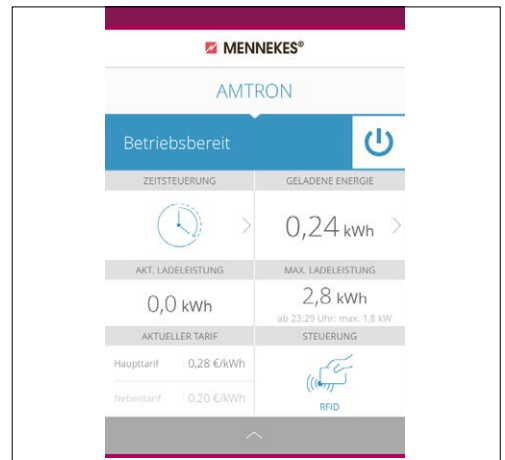 MENNEKES®
AMTRON
Betriebsbereit
ZEITSTEUERUNG
GELADENE ENERGIE
0,24 kWh
AKT. LADELEISTUNG
MAX. LADELEISTUNG
0,0 kWh
2,8 kWh
ab 23:29 Uhr: max. 1,8 kW
AKTUELLER TARIF
STEUERUNG
Haupttarif 0,28 €/kWh
Nebentarif 0,20 €/kWh
RFID